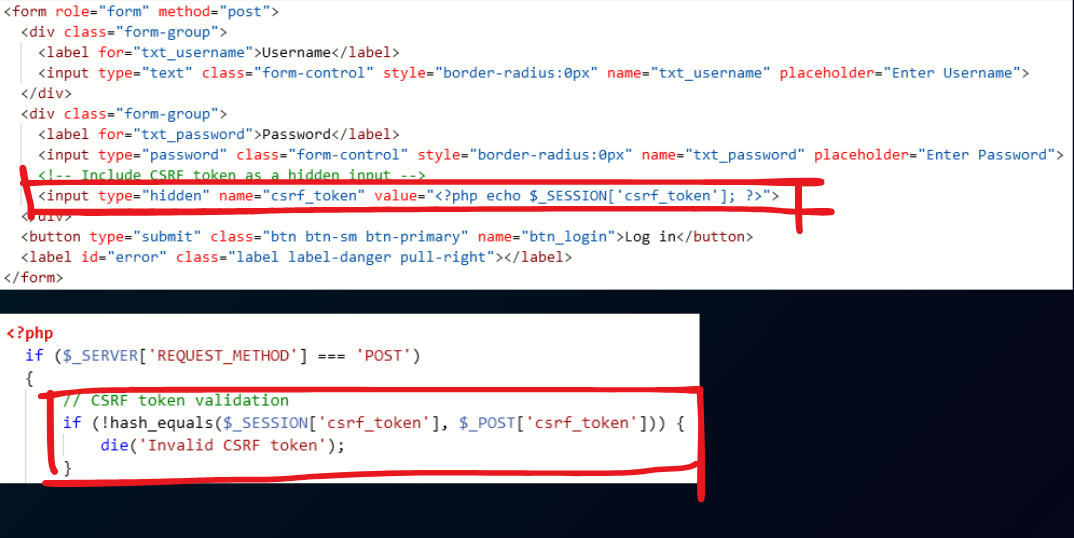 <form role="form" method="post">
<div class="form-group">
<label for="txt_username">Username</label>
<input type="text" class="form-control" style="border-radius:0px" name="txt_username" placeholder="Enter Username">
</div>
<div class="form-group">
<label for="txt_password">Password</label>
<input type="password" class="form-control" style="border-radius:0px" name="txt_password" placeholder="Enter Password">
<!-- Include CSRF token as a hidden input -->
<input type="hidden" name="csrf_token" value="<?php echo $_SESSION['csrf_token']; ?>">
</div>
<button type="submit" class="btn btn-sm btn-primary" name="btn_login">Log in</button>
<label id="error" class="label label-danger pull-right"></label>
</form>
<?php
if ($_SERVER['REQUEST_METHOD'] === 'POST')
{
// CSRF token validation
if (!hash_equals($_SESSION['csrf_token'], $_POST['csrf_token'])) {
die('Invalid CSRF token');
}